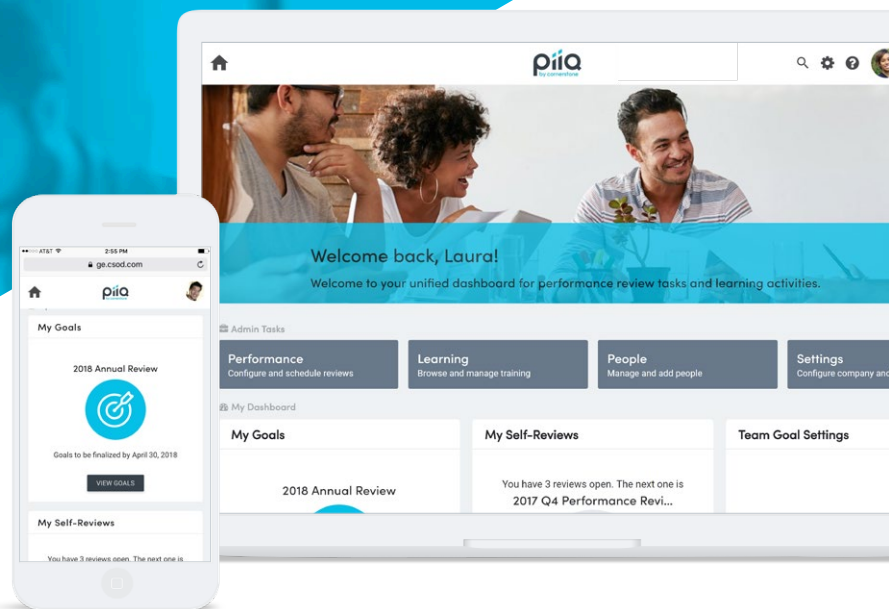 piiQ
by cornerstone
Welcome back, Laura!
Welcome to your unified dashboard for performance review tasks and learning activities.
Admin Tasks
Performance
Configure and schedule reviews
Learning
Browse and manage training
People
Manage and add people
Settings
Configure company and
My Dashboard
My Goals
2018 Annual Review
My Self-Reviews
You have 3 reviews open. The next one is
2017 Q4 Performance Revi...
Team Goal Settings
AT&T
2:55 PM
ge.csod.com
piiQ
My Goals
2018 Annual Review
Goals to be finalized by April 30, 2018
VIEW GOALS
My Self-Reviews
You have 3 reviews open. The next one is